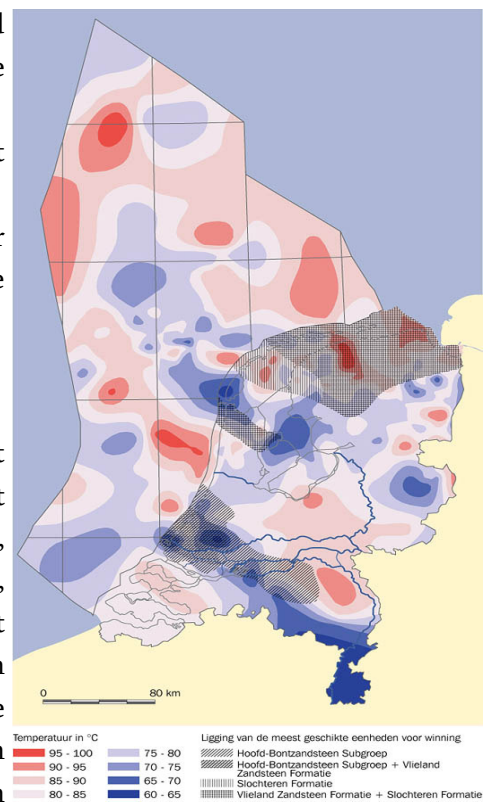 0 80 km
Temperatuur in °C
95 - 100
90 - 95
85 - 90
80 - 85
75 - 80
70 - 75
65 - 70
60 - 65
Ligging van de meest geschikte eenheden voor winning
Hoofd-Bontzandsteen Subgroep
Hoofd-Bontzandsteen Subgroep + Vlieland
Zandsteen Formatie
Slochteren Formatie
Vlieland Zandsteen Formatie + Slochteren Formatie